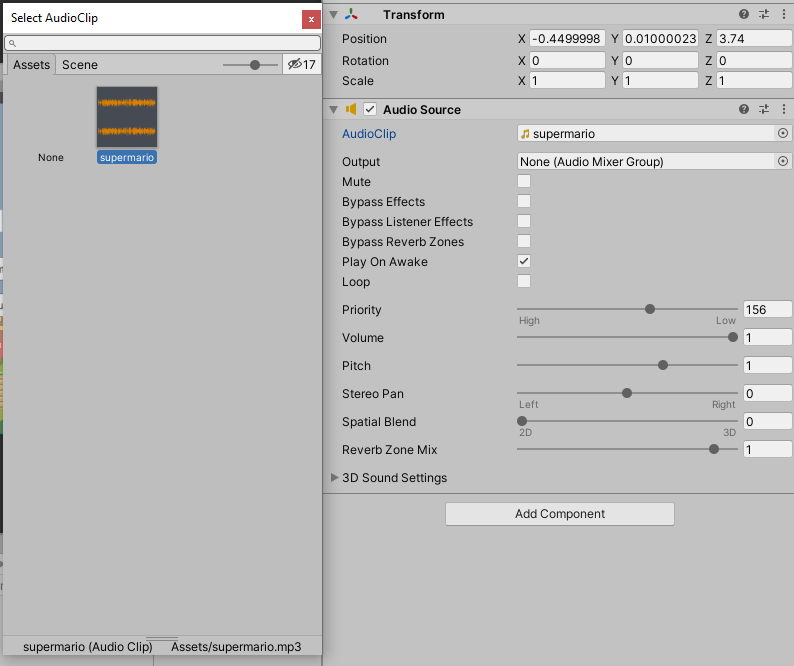 Select AudioClip
x
Assets
Scene
17
None
supermario
supermario (Audio Clip)
Assets/supermario.mp3
Transform
Position X -0.4499998 Y 0.01000023 Z 3.74
Rotation X 0 Y 0 Z 0
Scale X 1 Y 1 Z 1
Audio Source
AudioClip supermario
Output None (Audio Mixer Group)
Mute
Bypass Effects
Bypass Listener Effects
Bypass Reverb Zones
Play On Awake
Loop
Priority 156
High Low
Volume 1
Pitch 1
Stereo Pan 0
Left Right
Spatial Blend 0
2D 3D
Reverb Zone Mix 1
3D Sound Settings
Add Component